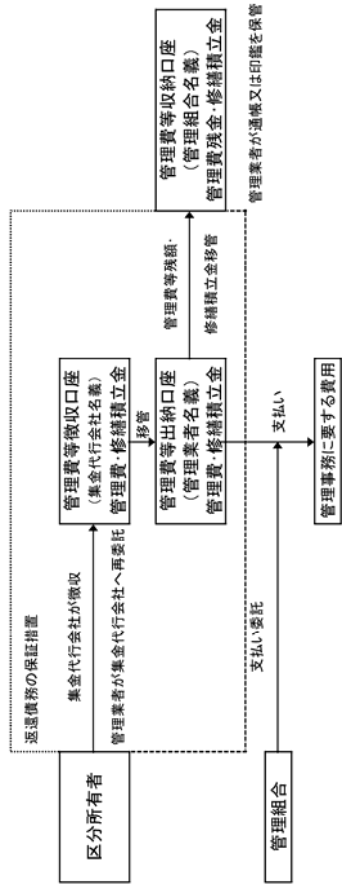 返還債務の保証措置
区分所有者
集金代行会社が徴収
管理業者が集金代行会社へ再委託
管理費等徴収口座
(集金代行会社名義)
管理費・修繕積立金
移管
管理費等出納口座
(管理業者名義)
管理費・修繕積立金
管理費等残額・
修繕積立金移管
管理費等収納口座
(管理組合名義)
管理費残金・修繕積立金
管理業者が通帳又は印鑑を保管
管理組合
支払い委託
支払い
管理事務に要する費用